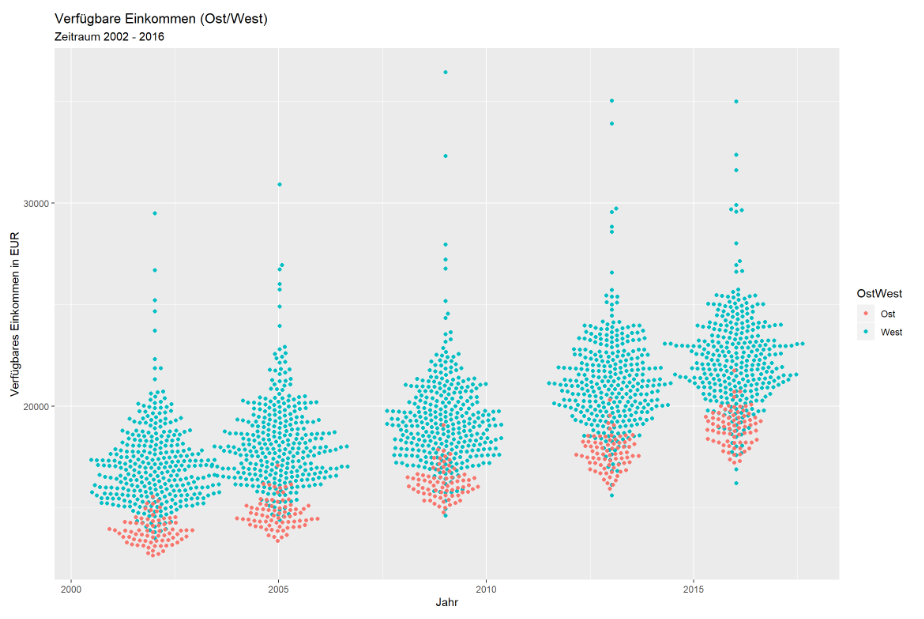 Verfügbare Einkommen (Ost/West)
Zeitraum 2002 - 2016
Verfügbares Einkommen in EUR
30000
20000
2000
2005
2010
2015
Jahr
OstWest
Ost
West